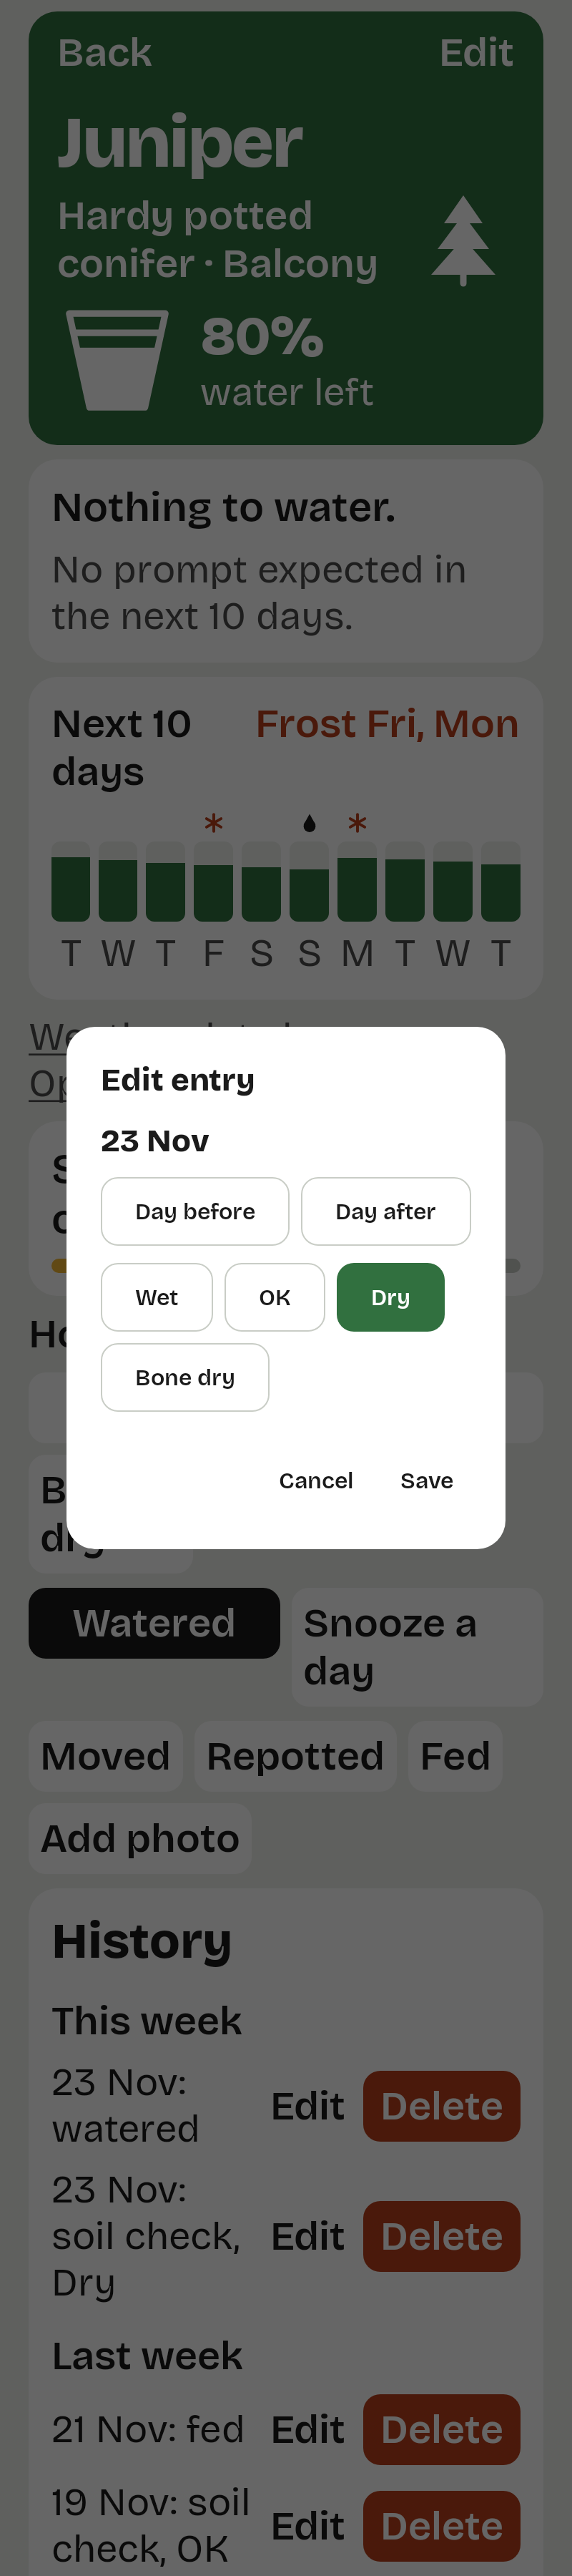 Back Edit
Juniper
Hardy potted
conifer · Balcony
80%
water left
Nothing to water.
No prompt expected in
the next 10 days.
Next 10 Frost Fri, Mon
days
T W T F S S M T W T
Edit entry
23 Nov
Day before Day after
Wet OK Dry
Bone dry
Cancel Save
Watered Snooze a
day
Moved Repotted Fed
Add photo
History
This week
23 Nov:
watered Edit Delete
23 Nov:
soil check, Edit Delete
Dry
Last week
21 Nov: fed Edit Delete
19 Nov: soil
check, OK Edit Delete